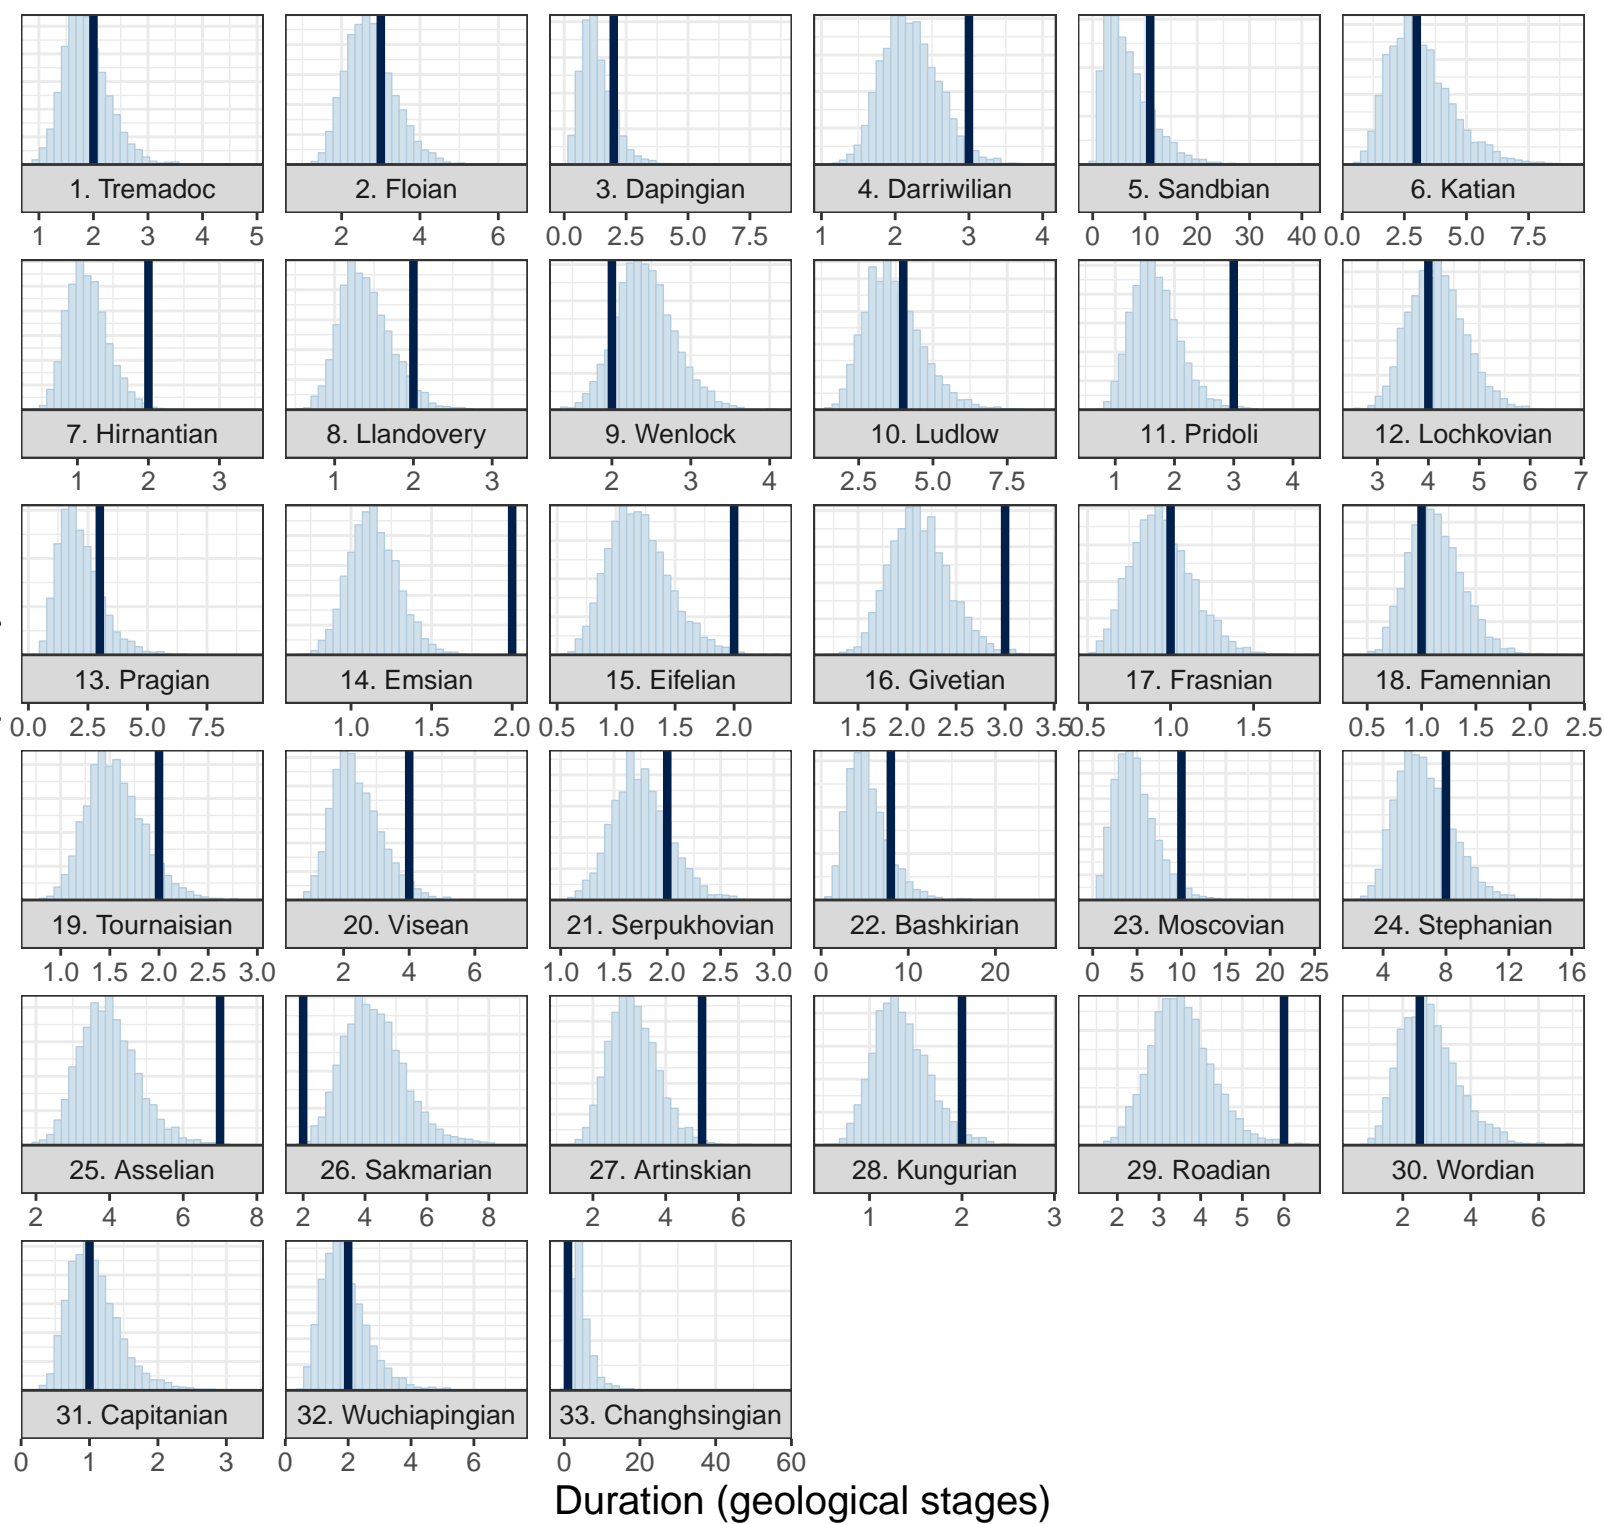 1. Tremadoc 2. Floian 3. Dapingian 4. Darriwilian 5. Sandbian 6. Katian
1 2 3 4 5 2 4 6 0.0 2.5 5.0 7.5 1 2 3 4 0 10 20 30 40 0.0 2.5 5.0 7.5
7. Hirnantian 8. Llandovery 9. Wenlock 10. Ludlow 11. Pridoli 12. Lochkovian
1 2 3 1 2 3 2 3 4 2.5 5.0 7.5 1 2 3 4 3 4 5 6 7
13. Pragian 14. Emsian 15. Eifelian 16. Givetian 17. Frasnian 18. Famennian
0.0 2.5 5.0 7.5 1.0 1.5 2.0 0.5 1.0 1.5 2.0 1.5 2.0 2.5 3.0 3.5 0.5 1.0 1.5 0.5 1.0 1.5 2.0 2.5
19. Tournaisian 20. Visean 21. Serpukhovian 22. Bashkirian 23. Moscovian 24. Stephanian
1.0 1.5 2.0 2.5 3.0 2 4 6 1.0 1.5 2.0 2.5 3.0 0 10 20 0 5 10 15 20 25 4 8 12 16
25. Asselian 26. Sakmarian 27. Artinskian 28. Kungurian 29. Roadian 30. Wordian
2 4 6 8 2 4 6 8 2 4 6 1 2 3 2 3 4 5 6 2 4 6
31. Capitanian 32. Wuchiapingian 33. Changhsingian
0 1 2 3 0 2 4 6 0 20 40 60
Duration (geological stages)